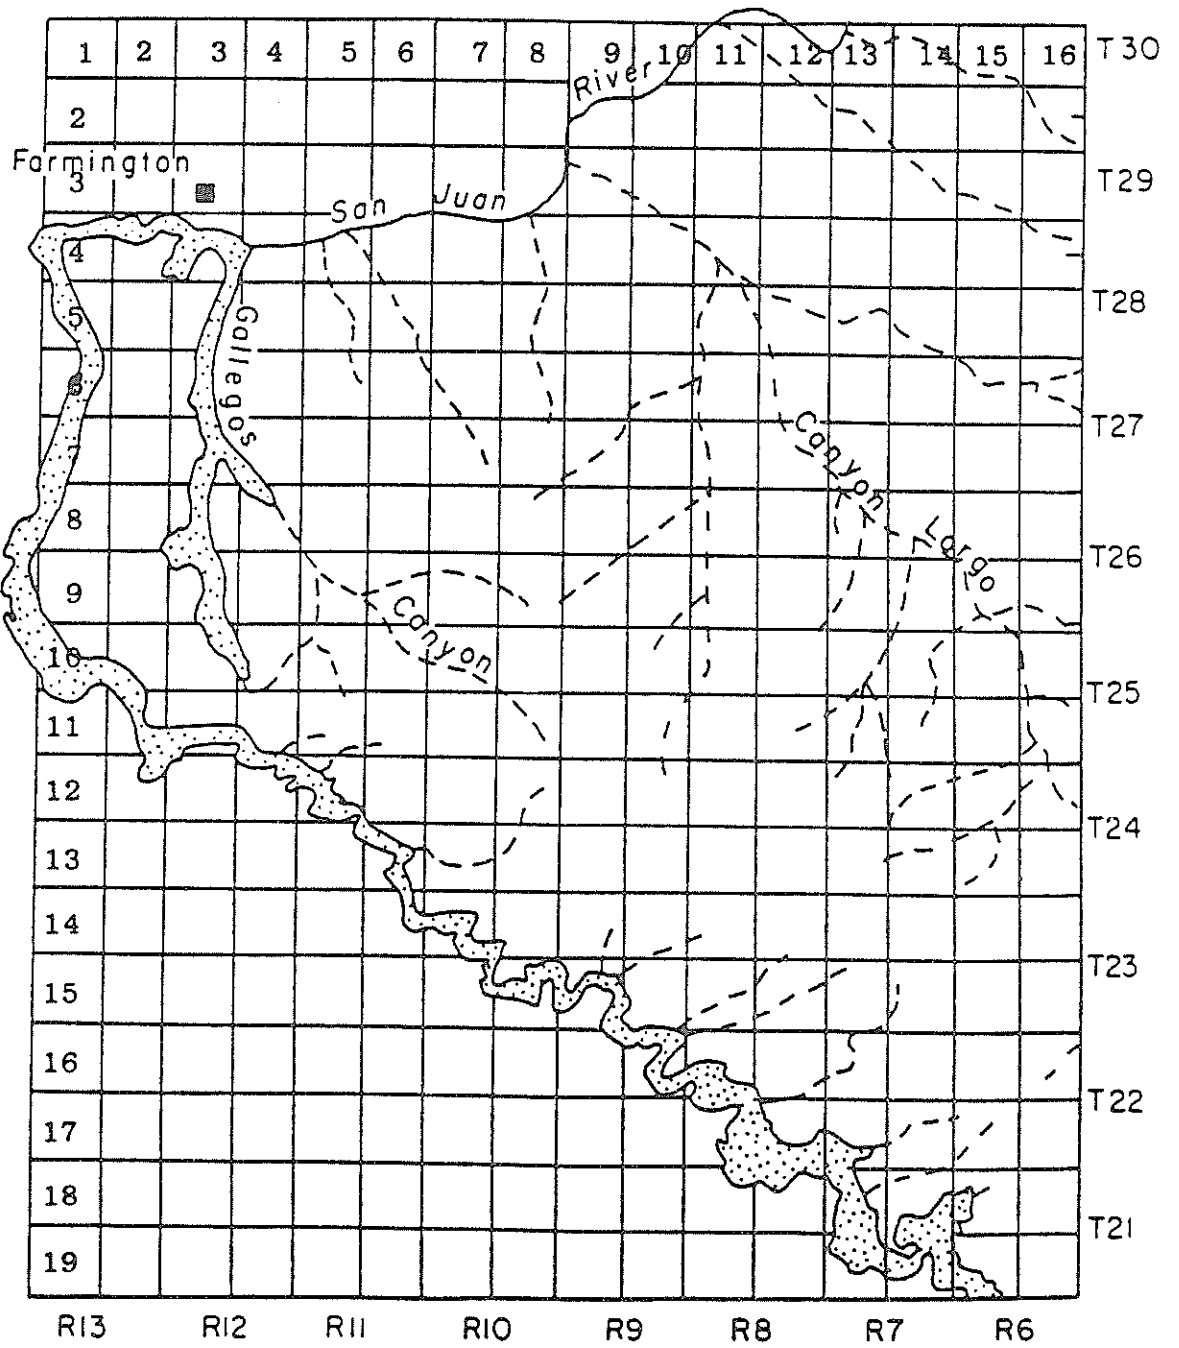 1 2 3 4 5 6 7 8 9 10 11 12 13 14 15 16 T30
River
2
Farmington
3 T29
San Juan
4
T28
5
Gallegos
6
Canyon T27
7
8
Largo T26
9
Canyon
10
T25
11
12
T24
13
14
T23
15
16
T22
17
18
T21
19
R13 R12 R11 R10 R9 R8 R7 R6